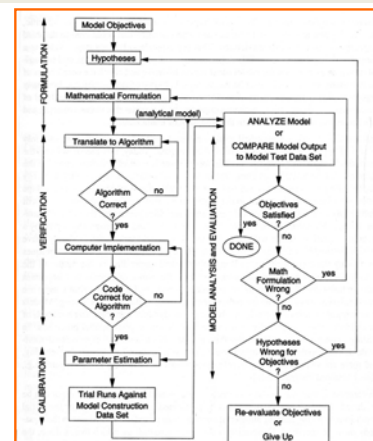 Model Objectives
Hypotheses
Mathematical Formulation
(analytical model)
Translate to Algorithm
Algorithm
Correct
?
no
yes
Computer Implementation
Code
Correct for
Algorithm
?
no
yes
Parameter Estimation
Trial Runs Against
Model Construction
Data Set
FORMULATION
VERIFICATION
CALIBRATION
MODEL ANALYSIS and EVALUATION
ANALYZE Model
or
COMPARE Model Output
to Model Test Data Set
Objectives
Satisfied
?
yes
DONE
no
Math
Formulation
Wrong
?
yes
no
Hypotheses
Wrong for
Objectives
?
yes
no
Re-evaluate Objectives
or
Give Up